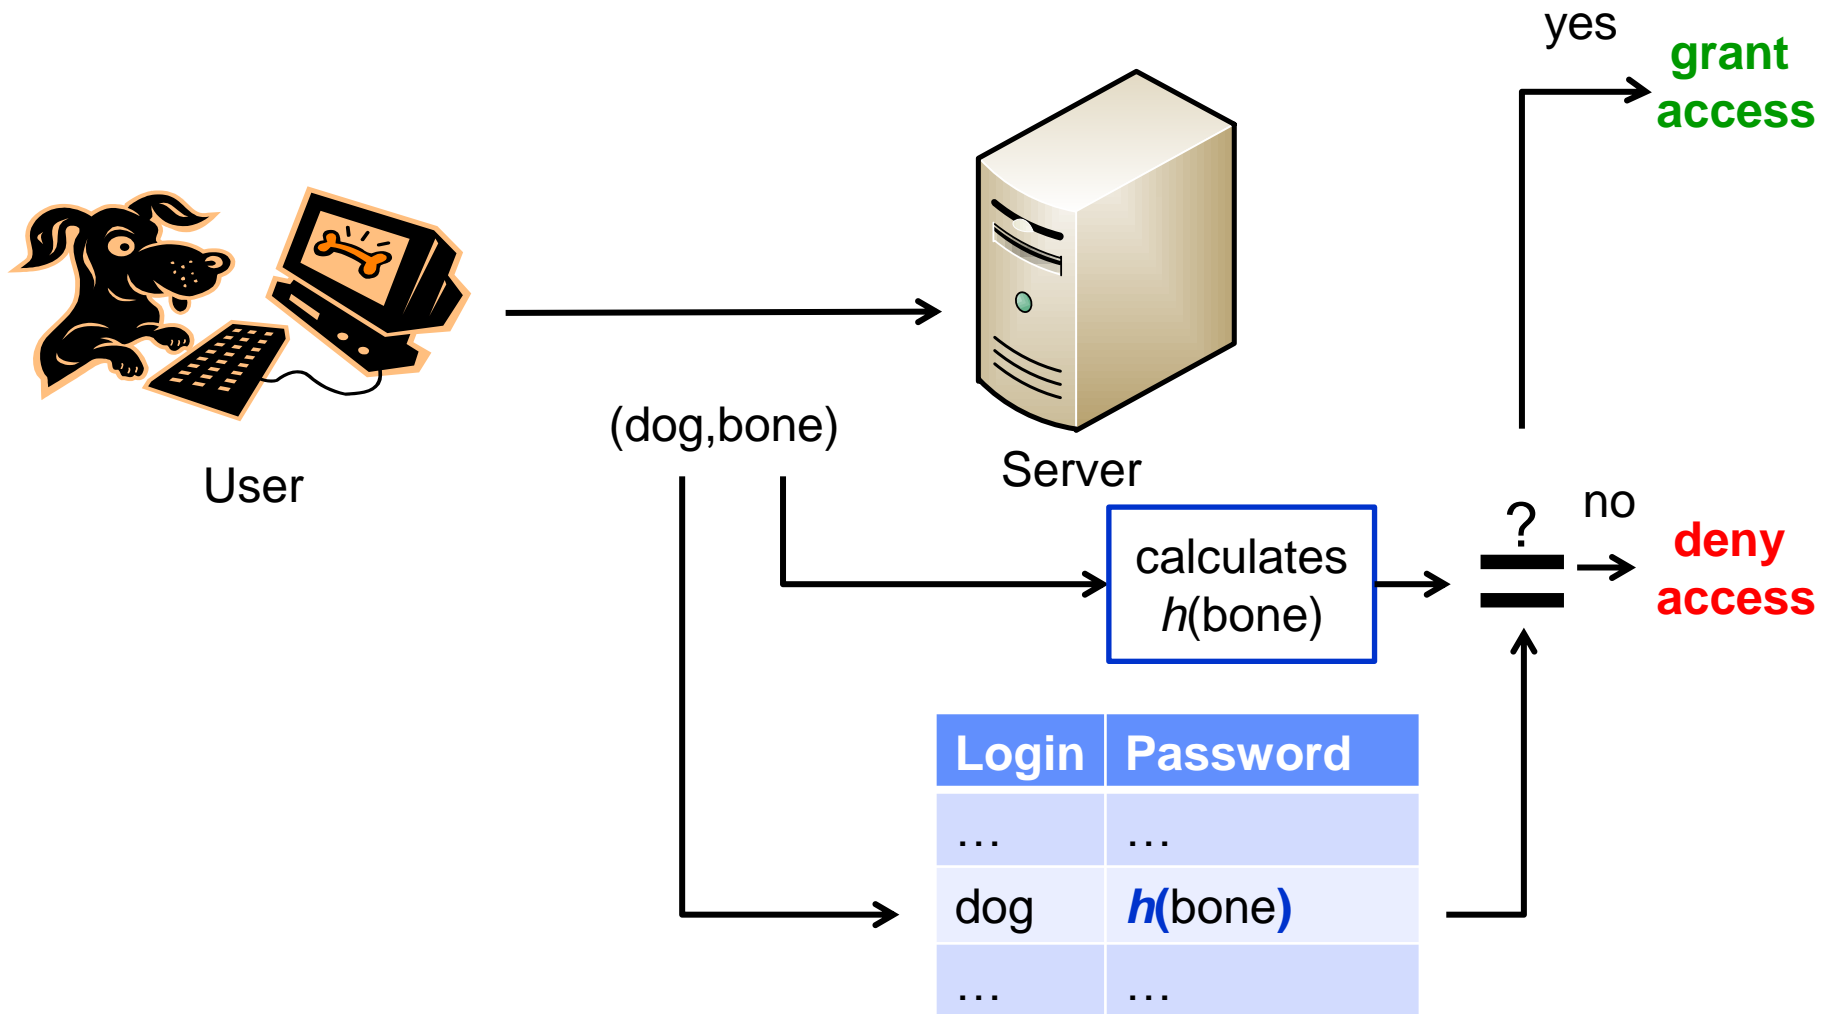 yes
grant
access
(dog,bone)
User
Server
calculates
h(bone)
?
no
deny
access
Login Password
… …
dog h(bone)
… …